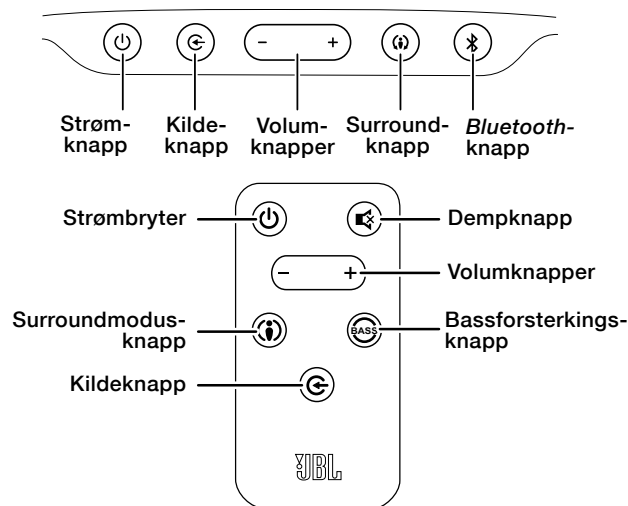 Strøm-
knapp
Kilde-
knapp
Volum-
knapper
Surround-
knapp
Bluetooth-
knapp
Strømbryter
Dempknapp
Volumknapper
Surroundmodus-
knapp
BASS
Bassforsterkings-
knapp
Kildeknapp
JBL